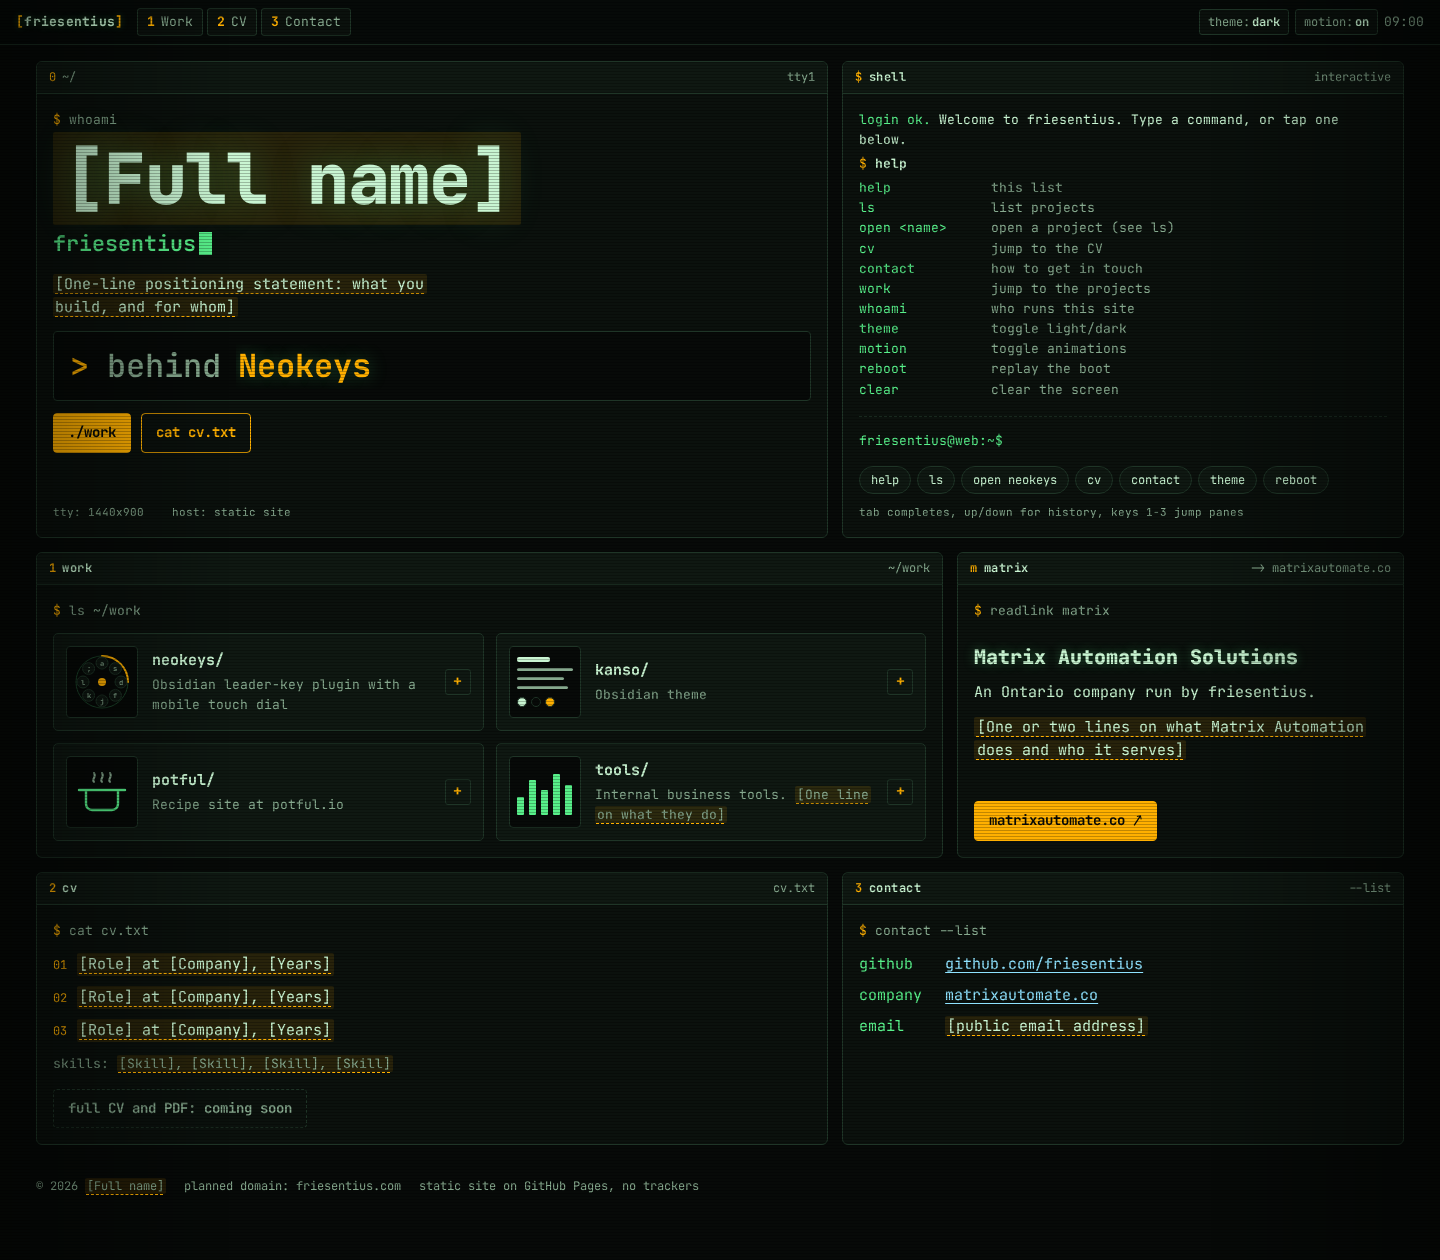 [friesentius] 1 Work 2 CV 3 Contact theme:dark motion:on 09:00
0 ~/ tty1
$ whoami
[Full name]
friesentius
[One-line positioning statement: what you
build, and for whom]
> behind Neokeys
./work cat cv.txt
tty: 1440x900 host: static site
$ shell interactive
login ok. Welcome to friesentius. Type a command, or tap one
below.
$ help
help this list
ls list projects
open <name> open a project (see ls)
cv jump to the CV
contact how to get in touch
work jump to the projects
whoami who runs this site
theme toggle light/dark
motion toggle animations
reboot replay the boot
clear clear the screen
friesentius@web:~$
help ls open neokeys cv contact theme reboot
tab completes, up/down for history, keys 1-3 jump panes
1 work ~/work
$ ls ~/work
neokeys/
Obsidian leader-key plugin with a
mobile touch dial
+
kanso/
Obsidian theme
+
potful/
Recipe site at potful.io
+
tools/
Internal business tools. [One line
on what they do]
+
m matrix -> matrixautomate.co
$ readlink matrix
Matrix Automation Solutions
An Ontario company run by friesentius.
[One or two lines on what Matrix Automation
does and who it serves]
matrixautomate.co ↗
2 cv cv.txt
$ cat cv.txt
01 [Role] at [Company], [Years]
02 [Role] at [Company], [Years]
03 [Role] at [Company], [Years]
skills: [Skill], [Skill], [Skill], [Skill]
full CV and PDF: coming soon
3 contact --list
$ contact --list
github github.com/friesentius
company matrixautomate.co
email [public email address]
© 2026 [Full name] planned domain: friesentius.com static site on GitHub Pages, no trackers